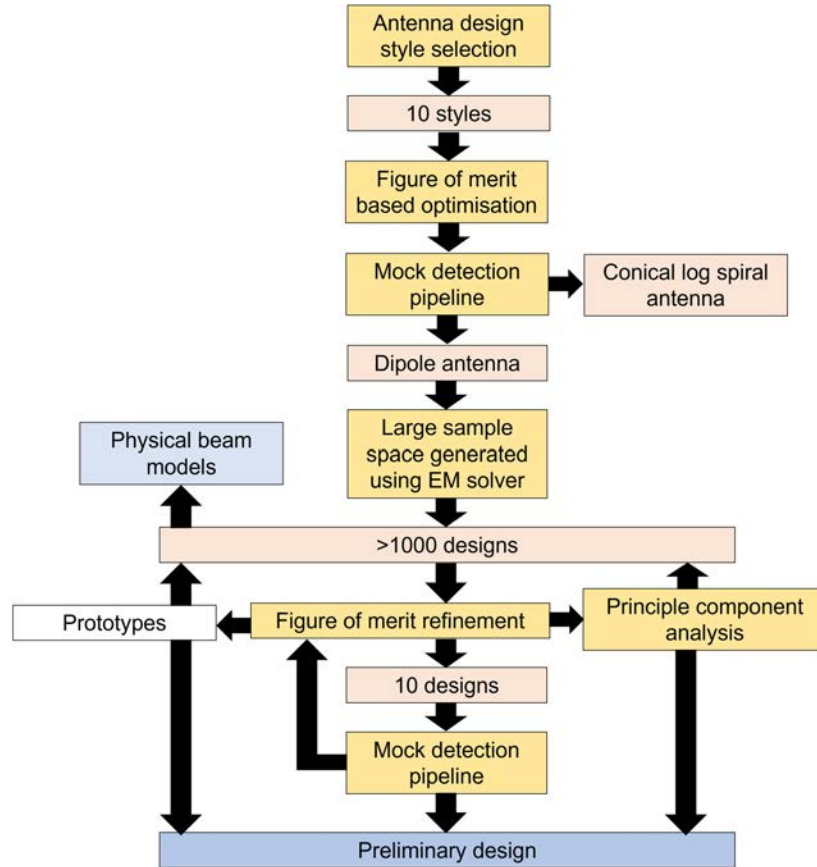 Antenna design
style selection
10 styles
Figure of merit
based optimisation
Mock detection
pipeline
Conical log spiral
antenna
Dipole antenna
Large sample
space generated
using EM solver
Physical beam
models
>1000 designs
Prototypes
Figure of merit refinement
Principle component
analysis
10 designs
Mock detection
pipeline
Preliminary design